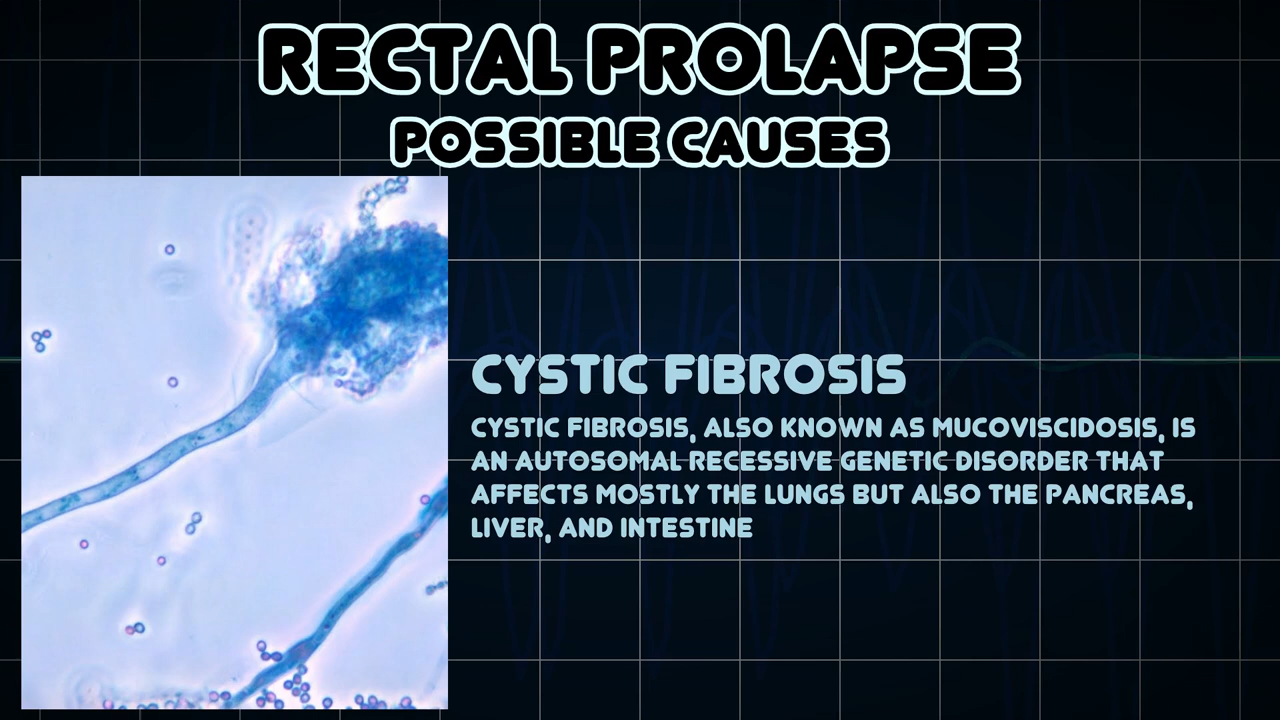 RECTAL PROLAPSE
POSSIBLE CAUSES
CYSTIC FIBROSIS
CYSTIC FIBROSIS, ALSO KNOWN AS MUCOVISCIDOSIS, IS
AN AUTOSOMAL RECESSIVE GENETIC DISORDER THAT
AFFECTS MOSTLY THE LUNGS BUT ALSO THE PANCREAS,
LIVER, AND INTESTINE